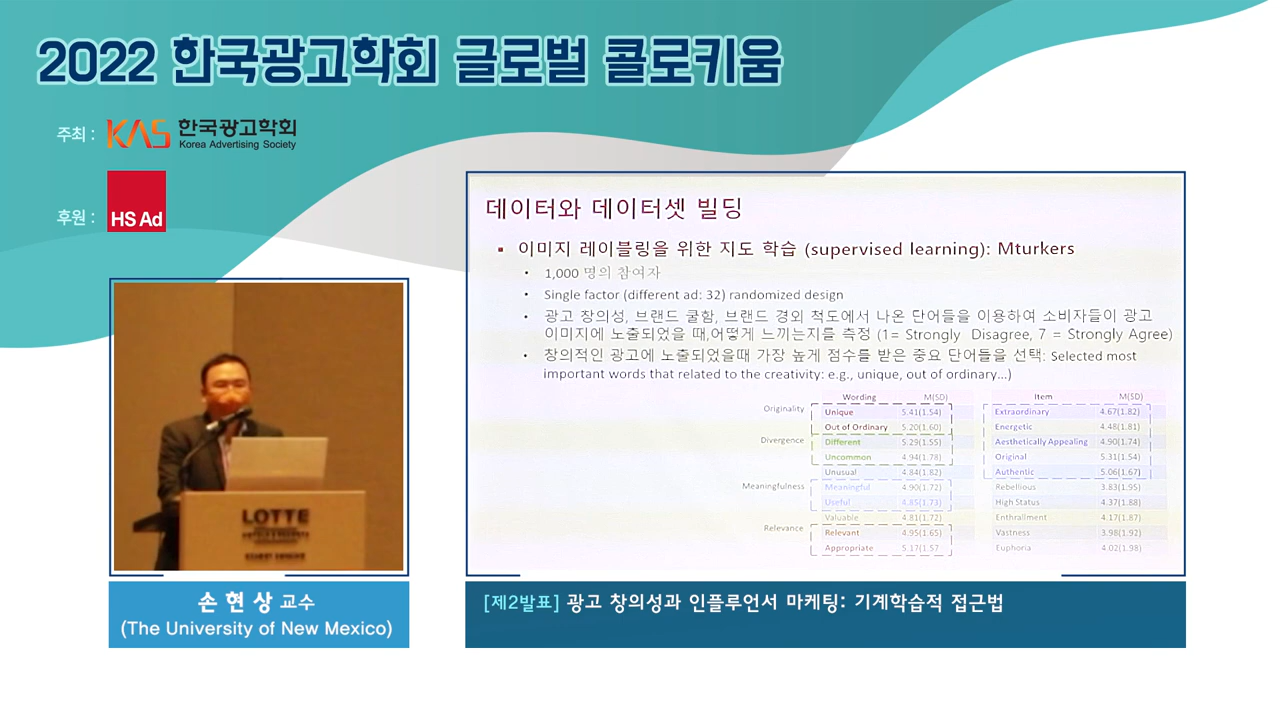 2022 한국광고학회 글로벌 콜로키움
주최 :
KAS 한국광고학회
Korea Advertising Society
후원 :
HS Ad
LOTTE
손 현 상 교수
(The University of New Mexico)
데이터와 데이터셋 빌딩
▪ 이미지 레이블링을 위한 지도 학습 (supervised learning): Mturkers
• 1,000 명의 참여자
• Single factor (different ad: 32) randomized design
• 광고 창의성, 브랜드 쿨함, 브랜드 경외 척도에서 나온 단어들을 이용하여 소비자들이 광고
이미지에 노출되었을 때,어떻게 느끼는지를 측정 (1= Strongly Disagree, 7 = Strongly Agree)
• 창의적인 광고에 노출되었을때 가장 높게 점수를 받은 중요 단어들을 선택: Selected most
important words that related to the creativity: e.g., unique, out of ordinary...)
Wording M(SD) Item M(SD)
Originality Unique 5.41(1.54) Extraordinary 4.67(1.82)
Out of Ordinary 5.20(1.60) Energetic 4.48(1.81)
Divergence Different 5.29(1.55) Aesthetically Appealing 4.90(1.74)
Uncommon 4.94(1.78) Original 5.31(1.54)
Unusual 4.84(1.82) Authentic 5.06(1.67)
Meaningfulness Meaningful 4.90(1.72) Rebellious 3.83(1.95)
Useful 4.85(1.73) High Status 4.37(1.88)
Valuable 4.81(1.72) Enthrallment 4.17(1.87)
Relevance Relevant 4.95(1.65) Vastness 3.98(1.92)
Appropriate 5.17(1.57 Euphoria 4.02(1.98)
[제2발표] 광고 창의성과 인플루언서 마케팅: 기계학습적 접근법